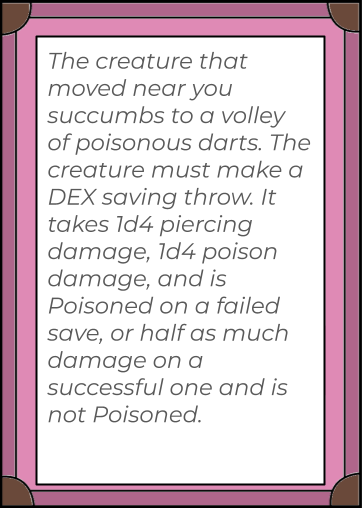 The creature that
moved near you
succumbs to a volley
of poisonous darts. The
creature must make a
DEX saving throw. It
takes 1d4 piercing
damage, 1d4 poison
damage, and is
Poisoned on a failed
save, or half as much
damage on a
successful one and is
not Poisoned.